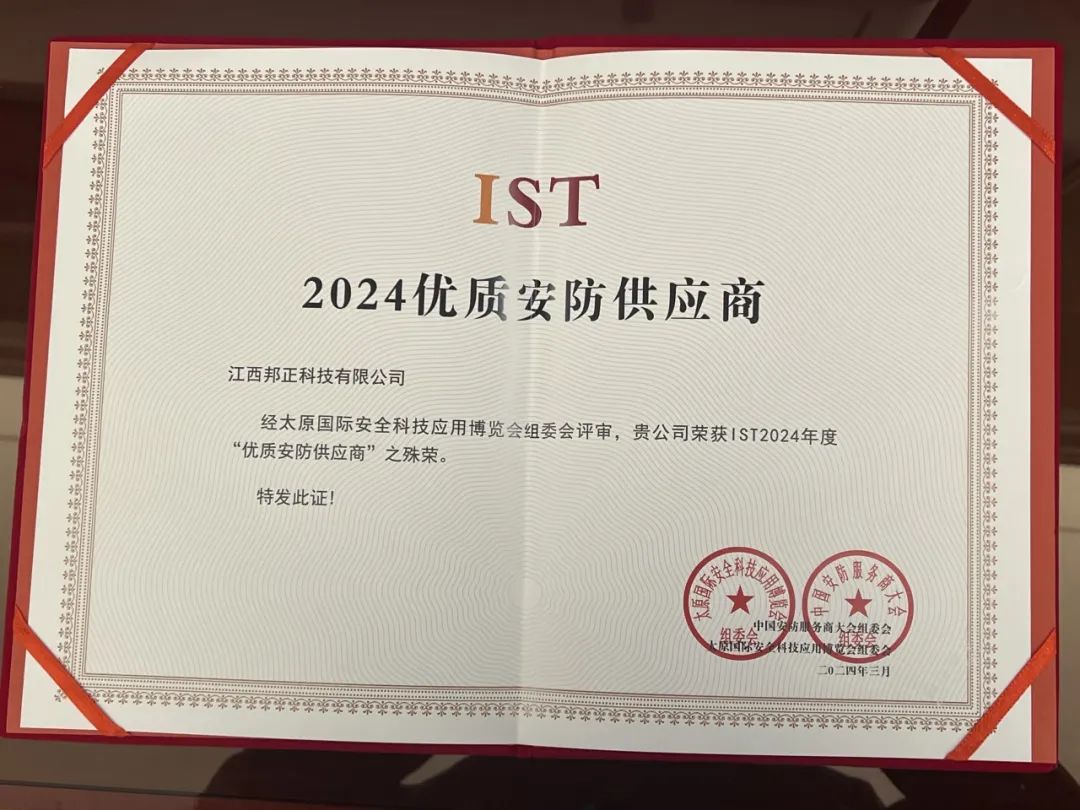 IST
2024优质安防供应商
江西邦正科技有限公司
经太原国际安全科技应用博览会组委会评审，贵公司荣获IST2024年度
“优质安防供应商”之殊荣。
特发此证！
太原国际安全科技应用博览会
组委会
中国安防服务商大会
组委会
中国安防服务商大会组委会
太原国际安全科技应用博览会组委会
二〇二四年三月